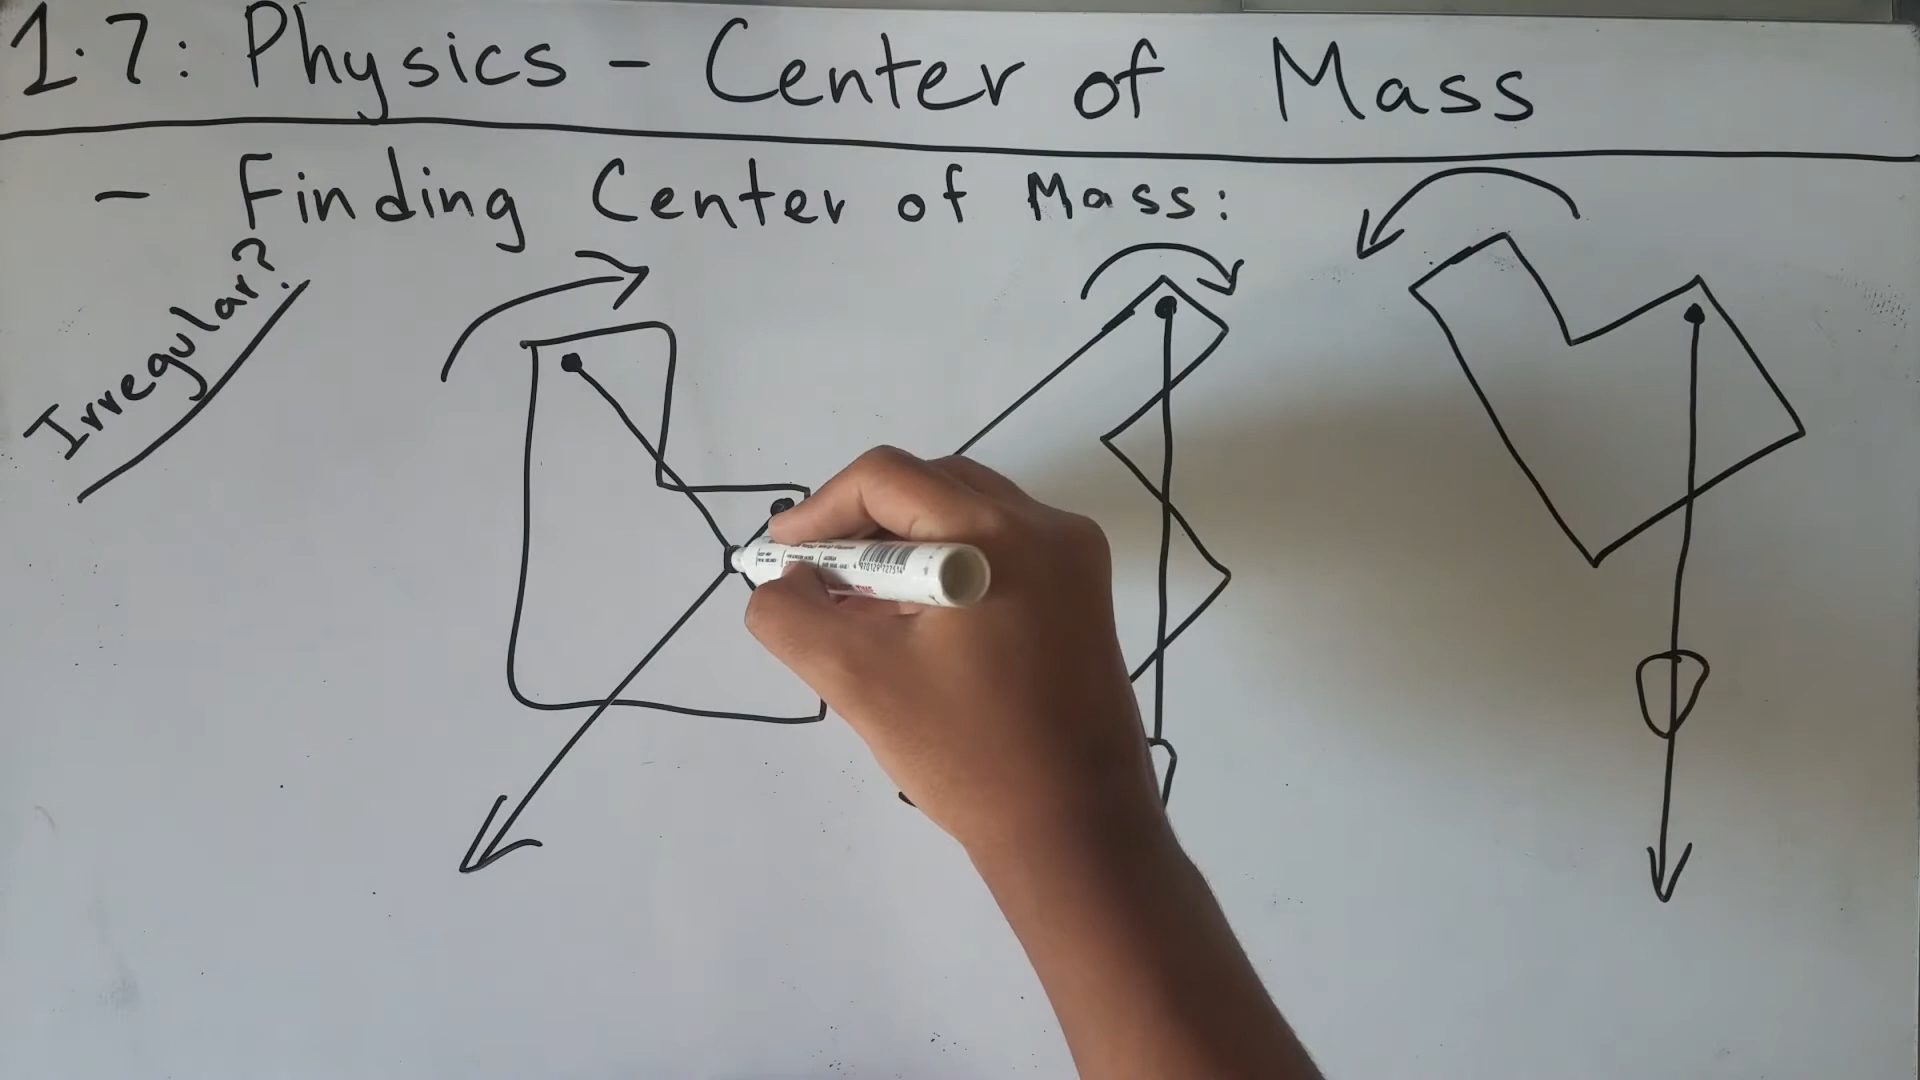 1.7: Physics - Center of Mass
- Finding Center of Mass:
Irregular?